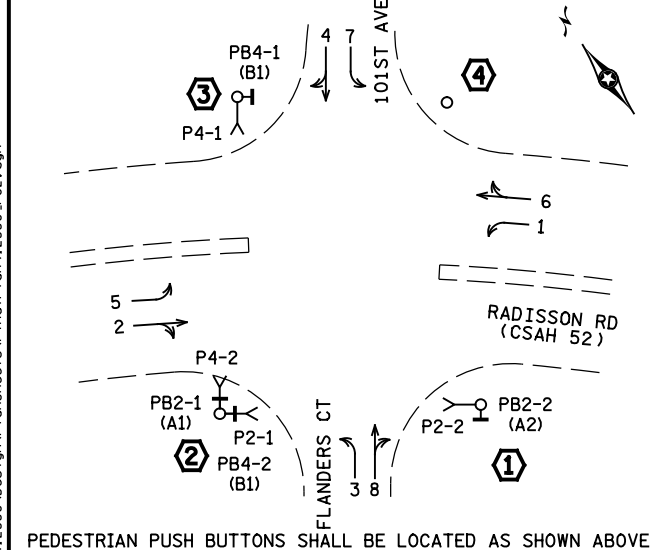 4 7
101ST AVE
PB4-1
(B1)
3
P4-1
4
6
1
5
2
RADISSON RD
(CSAH 52)
P4-2
PB2-1
(A1)
P2-1
2
PB4-2
(B1)
FLANDERS CT
3 8
P2-2
PB2-2
(A2)
1
PEDESTRIAN PUSH BUTTONS SHALL BE LOCATED AS SHOWN ABOVE